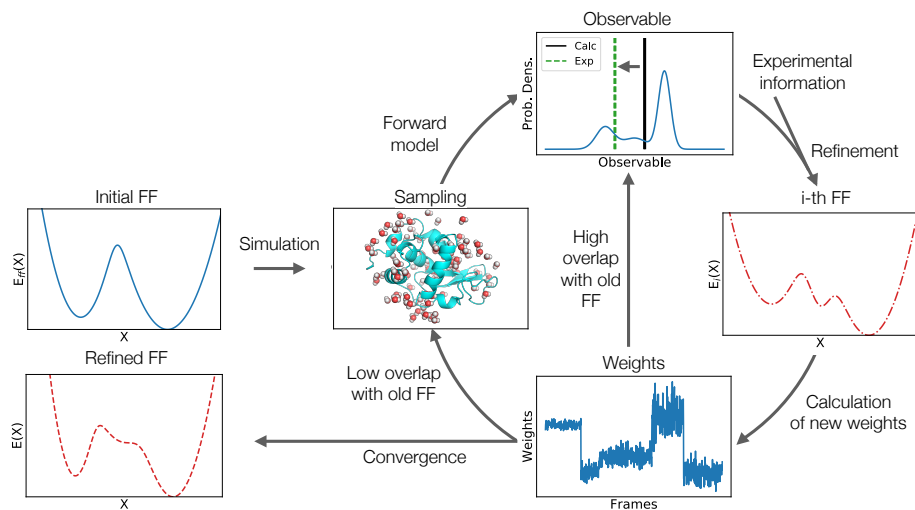 Observable
Calc
Exp
Prob. Dens.
Observable
Experimental
information
Forward
model
Refinement
Initial FF
E_ff(X)
X
Simulation
Sampling
i-th FF
E_i(X)
X
High
overlap
with old
FF
Refined FF
E(X)
X
Low overlap
with old FF
Convergence
Weights
Weights
Frames
Calculation
of new weights